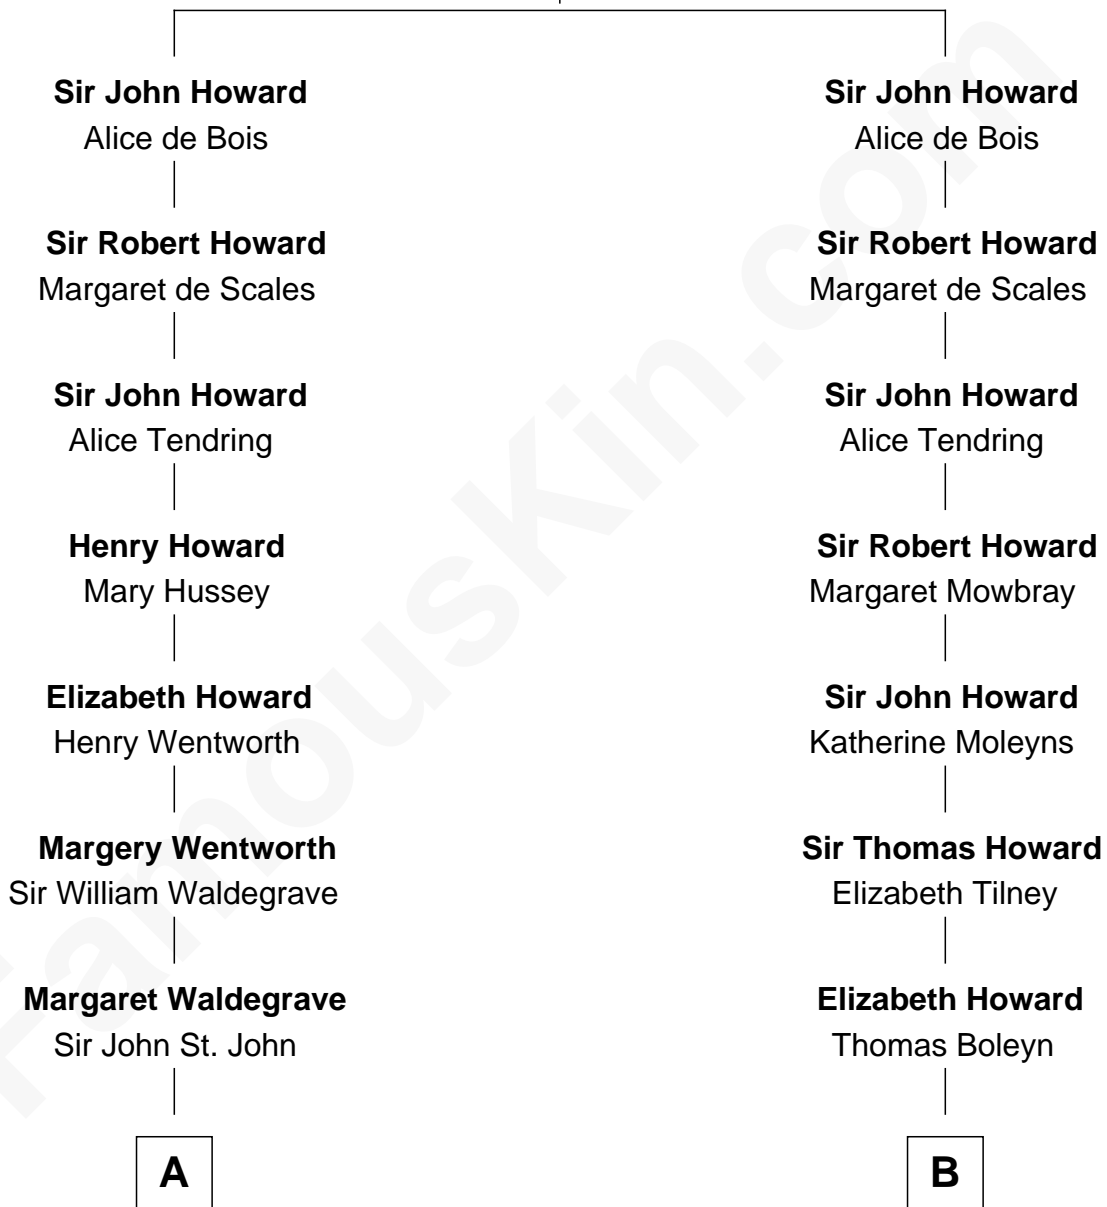 Sir John Howard
Alice de Bois
Sir Robert Howard
Margaret de Scales
Sir John Howard
Alice Tendring
Henry Howard
Mary Hussey
Elizabeth Howard
Henry Wentworth
Margery Wentworth
Sir William Waldegrave
Margaret Waldegrave
Sir John St. John
A
Sir John Howard
Alice de Bois
Sir Robert Howard
Margaret de Scales
Sir John Howard
Alice Tendring
Sir Robert Howard
Margaret Mowbray
Sir John Howard
Katherine Moleyns
Sir Thomas Howard
Elizabeth Tilney
Elizabeth Howard
Thomas Boleyn
B
FamousKin.com